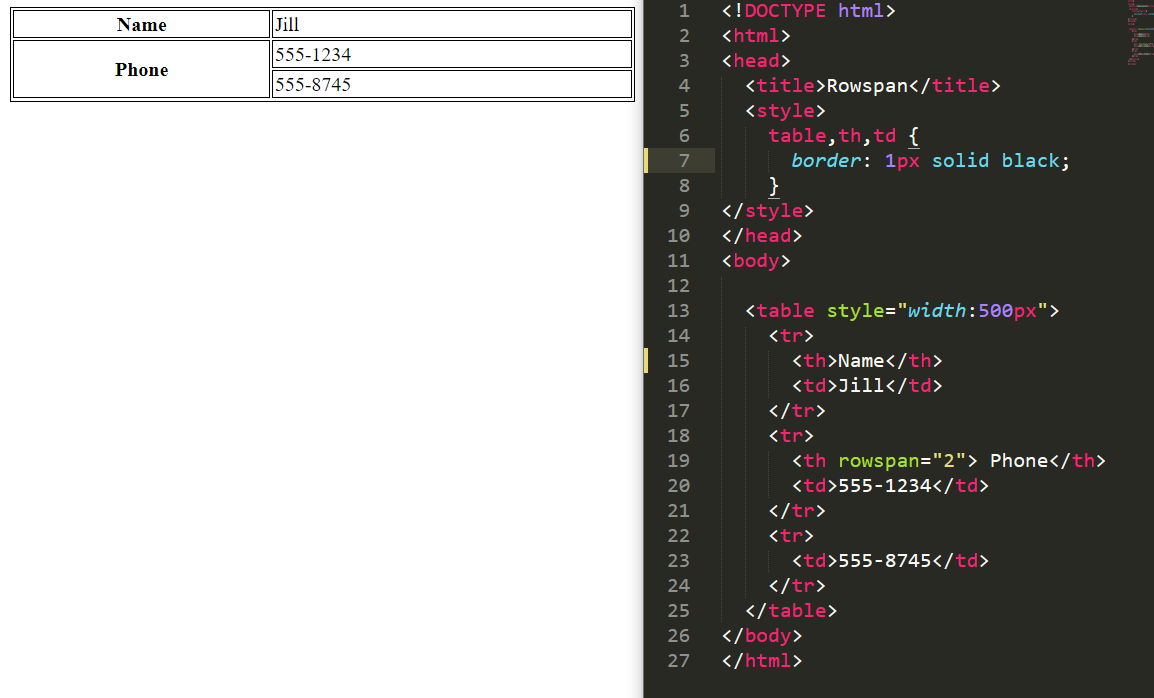 Name Jill
Phone 555-1234
555-8745
1 <!DOCTYPE html>
2 <html>
3 <head>
4 <title>Rowspan</title>
5 <style>
6 table,th,td {
7 border: 1px solid black;
8 }
9 </style>
10 </head>
11 <body>
12
13 <table style="width:500px">
14 <tr>
15 <th>Name</th>
16 <td>Jill</td>
17 </tr>
18 <tr>
19 <th rowspan="2"> Phone</th>
20 <td>555-1234</td>
21 </tr>
22 <tr>
23 <td>555-8745</td>
24 </tr>
25 </table>
26 </body>
27 </html>